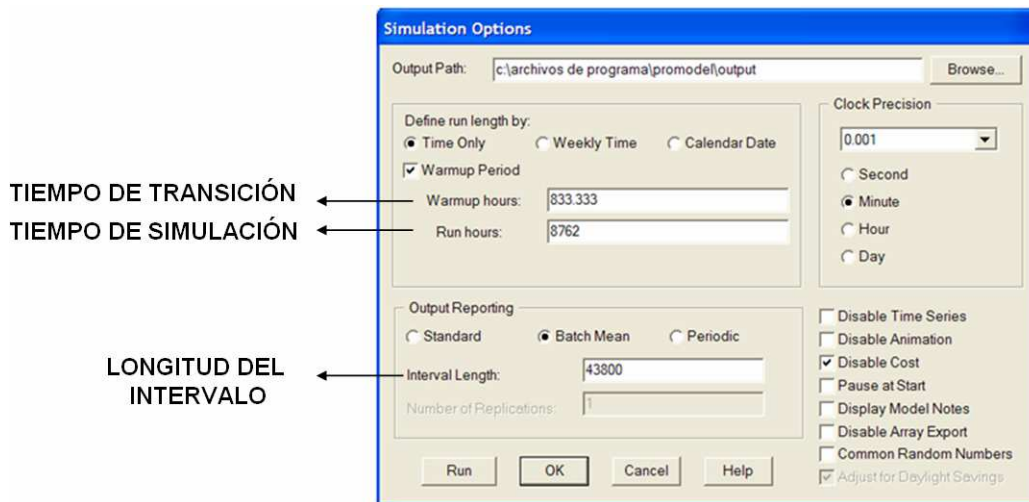 Simulation Options
Output Path: c:\archivos de programa\promodel\output Browse...
Define run length by:
Time Only Weekly Time Calendar Date
Warmup Period
TIEMPO DE TRANSICIÓN Warmup hours: 833.333
TIEMPO DE SIMULACIÓN Run hours: 8762
Clock Precision
0.001
Second
Minute
Hour
Day
Output Reporting
Standard Batch Mean Periodic
LONGITUD DEL
INTERVALO
Interval Length: 43800
Number of Replications: 1
Disable Time Series
Disable Animation
Disable Cost
Pause at Start
Display Model Notes
Disable Array Export
Common Random Numbers
Adjust for Daylight Savings
Run OK Cancel Help